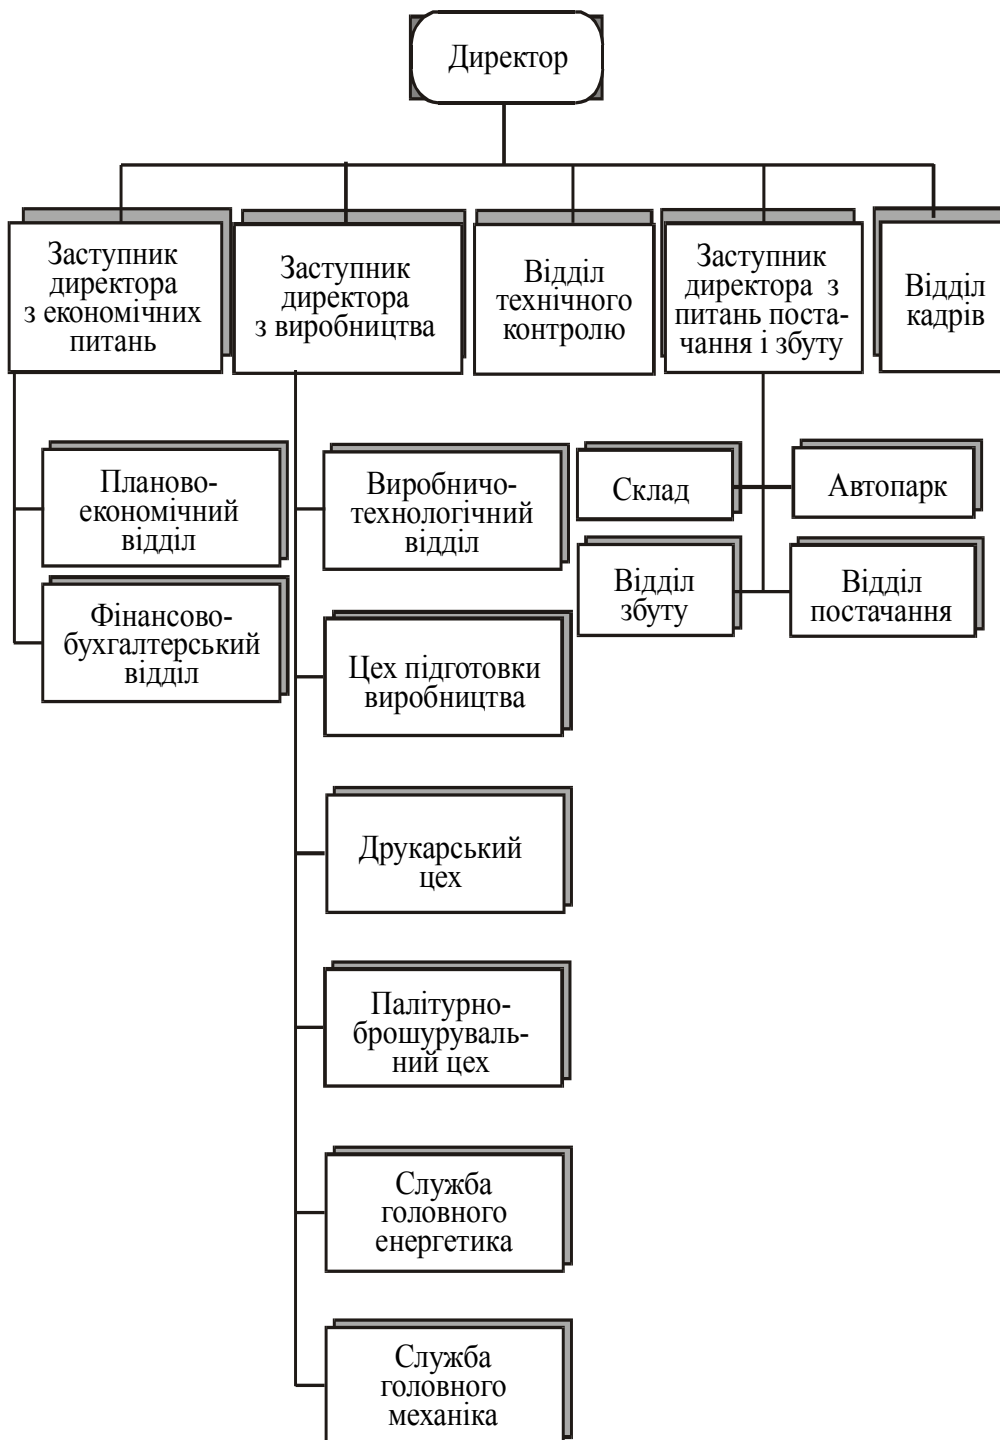 Директор
Заступник
директора
з економічних
питань
Заступник
директора
з виробництва
Відділ
технічного
контролю
Заступник
директора з
питань поста-
чання і збуту
Відділ
кадрів
Планово-
економічний
відділ
Фінансово-
бухгалтерський
відділ
Виробничо-
технологічний
відділ
Цех підготовки
виробництва
Друкарський
цех
Палітурно-
брошуруваль-
ний цех
Служба
головного
енергетика
Служба
головного
механіка
Склад
Автопарк
Відділ
збуту
Відділ
постачання